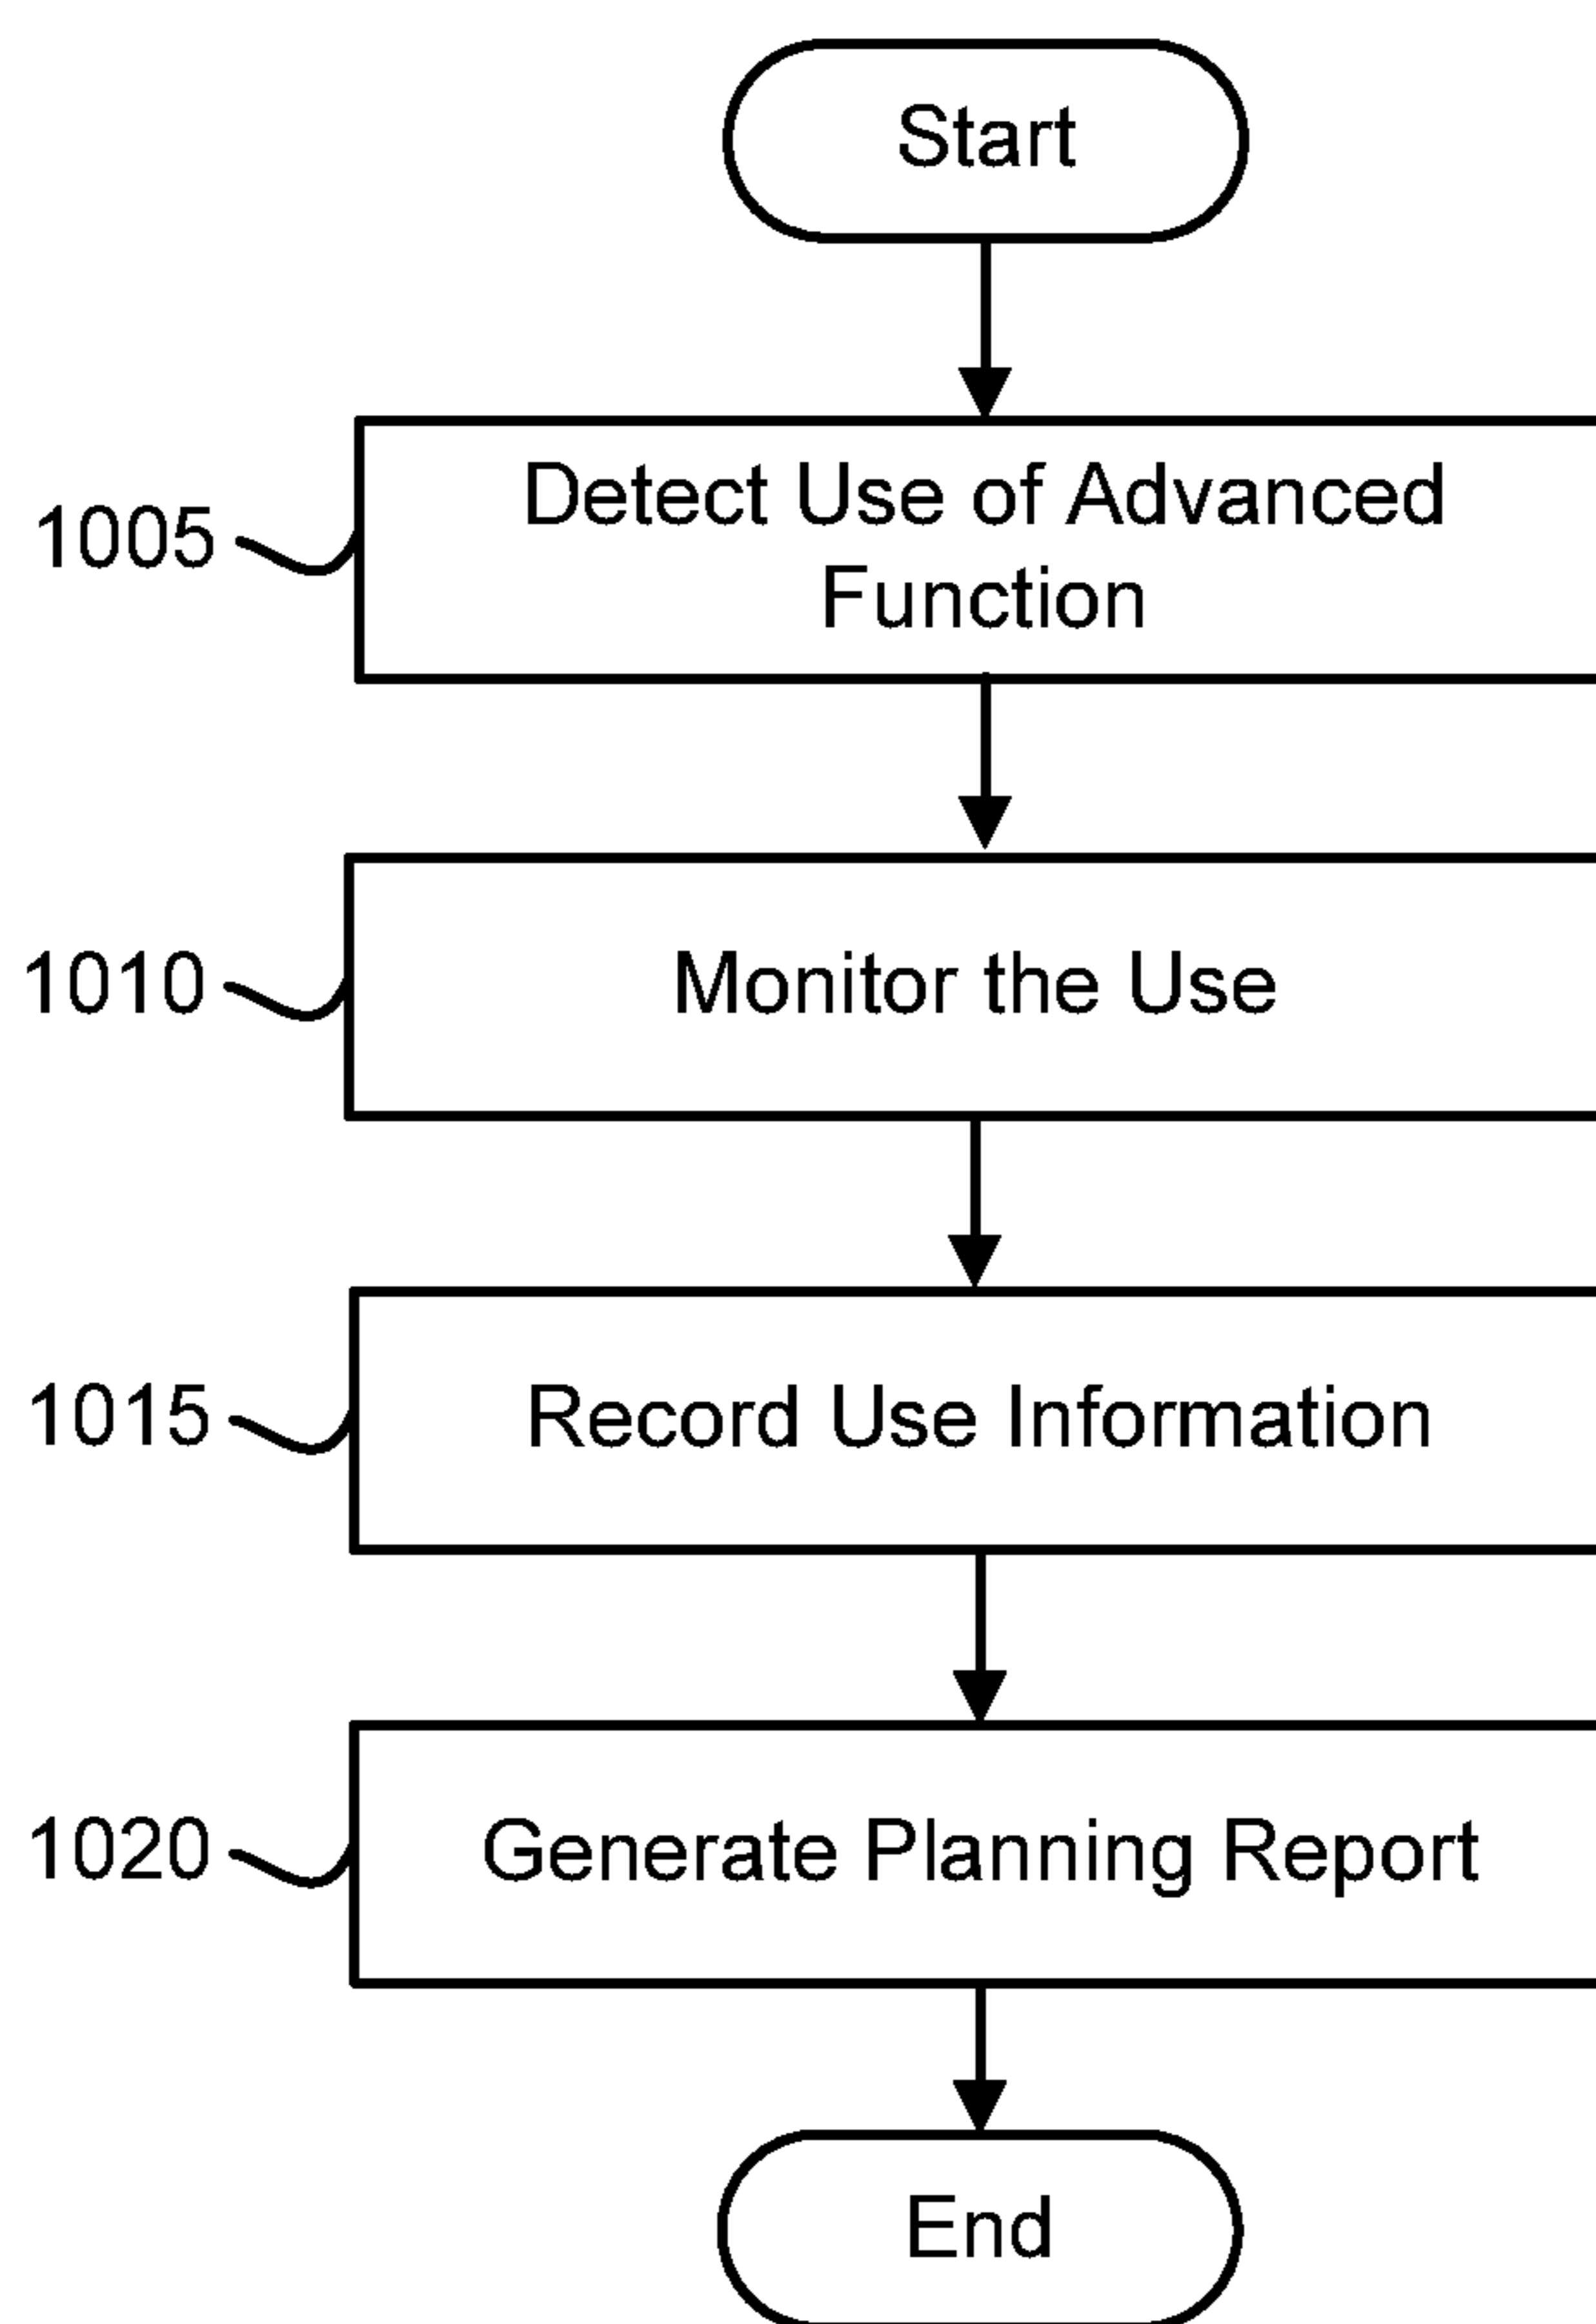 Start
1005
Detect Use of Advanced
Function
1010
Monitor the Use
1015
Record Use Information
1020
Generate Planning Report
End